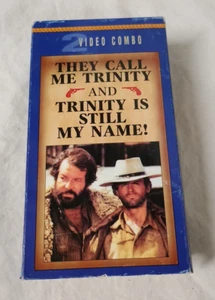 2 VIDEO COMBO
THEY CALL
ME TRINITY
AND
TRINITY IS
STILL
MY NAME!